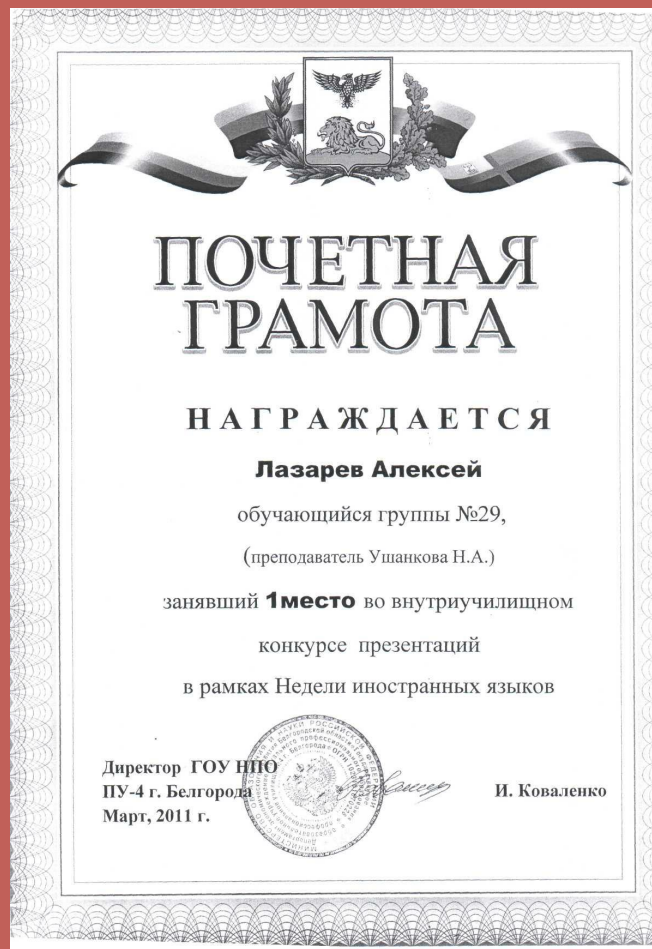 ПОЧЕТНАЯ
ГРАМОТА
НАГРАЖДАЕТСЯ
Лазарев Алексей
обучающийся группы №29,
(преподаватель Ушанкова Н.А.)
занявший 1место во внутриучилищном
конкурсе презентаций
в рамках Недели иностранных языков
Директор ГОУ НПО
ПУ-4 г. Белгорода
И. Коваленко
Март, 2011 г.